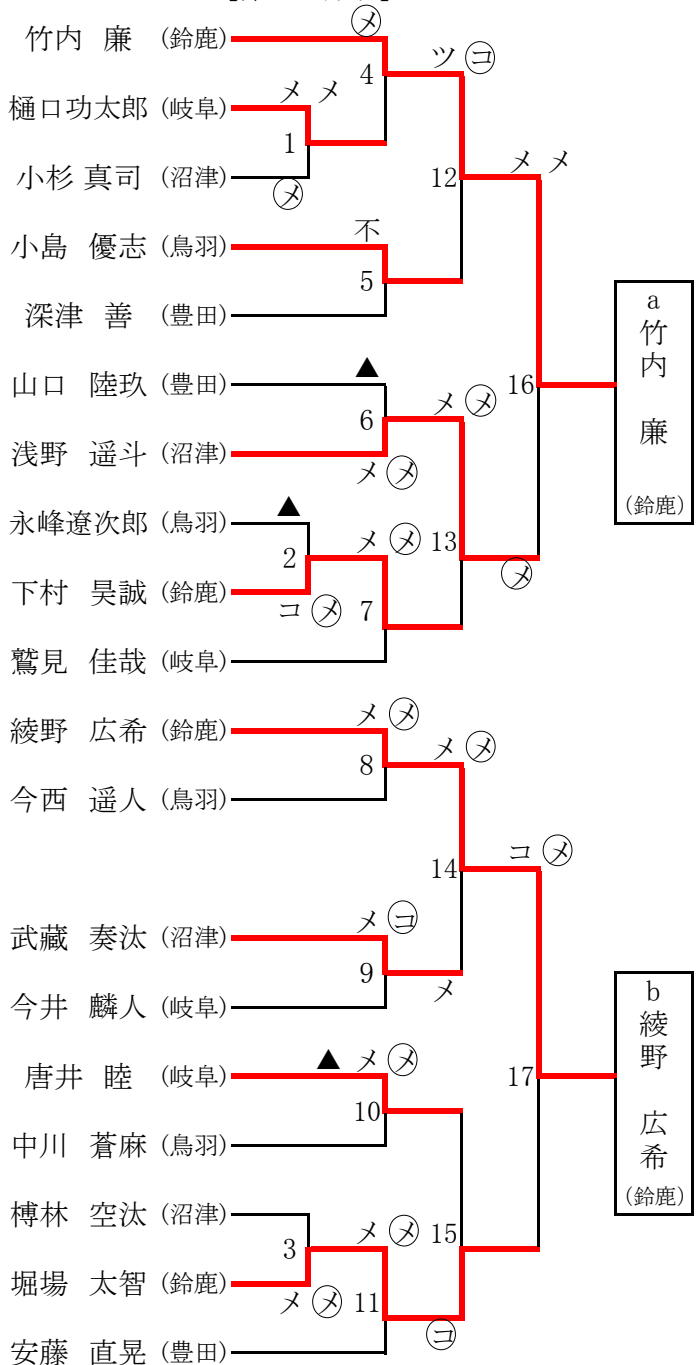 ㋱
竹内 廉 (鈴鹿)
ツ ㋙
4
メ メ
樋口功太郎 (岐阜)
1
メ メ
小杉 真司 (沼津)
12
㋱
小島 優志 (鳥羽)
不
5
深津 善 (豊田)
a 竹内 廉 (鈴鹿)
山口 陸玖 (豊田)
▲
16
6
メ ㋱
浅野 遥斗 (沼津)
メ ㋱
永峰遼次郎 (鳥羽)
▲
2
メ ㋱
13
下村 昊誠 (鈴鹿)
㋱
コ ㋱
7
鷲見 佳哉 (岐阜)
綾野 広希 (鈴鹿)
メ ㋱
8
メ ㋱
今西 遥人 (鳥羽)
14
コ ㋱
武藏 奏汰 (沼津)
メ ㋙
9
メ
今井 麟人 (岐阜)
b 綾野 広希 (鈴鹿)
唐井 睦 (岐阜)
▲ メ ㋱
17
10
中川 蒼麻 (鳥羽)
榑林 空汰 (沼津)
3
メ ㋱
15
堀場 太智 (鈴鹿)
メ ㋱
11
㋙
安藤 直晃 (豊田)